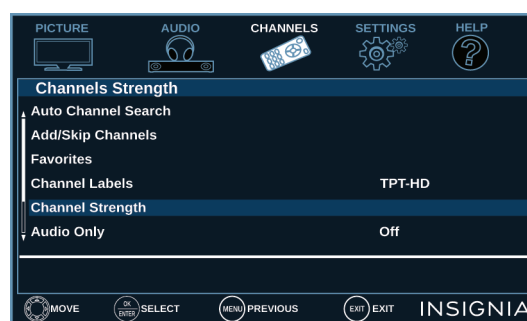 PICTURE AUDIO CHANNELS SETTINGS HELP
?
Channels Strength
Auto Channel Search
Add/Skip Channels
Favorites
Channel Labels TPT-HD
Channel Strength
Audio Only Off
MOVE OK ENTER SELECT MENU PREVIOUS EXIT EXIT INSIGNIA